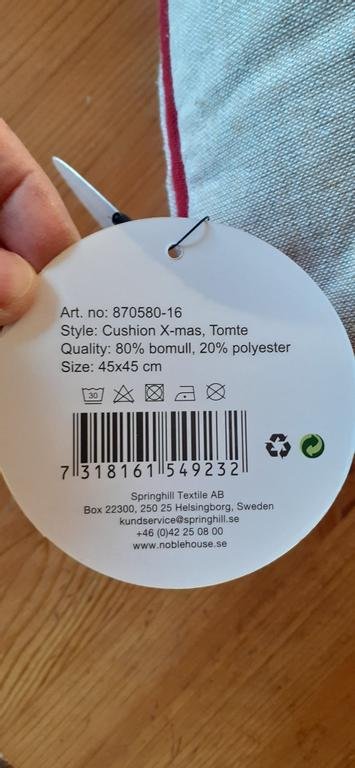 Art. no: 870580-16
Style: Cushion X-mas, Tomte
Quality: 80% bomull, 20% polyester
Size: 45x45 cm
30
7 318161 549232
Springhill Textile AB
Box 22300, 250 25 Helsingborg, Sweden
kundservice@springhill.se
+46 (0)42 25 08 00
www.noblehouse.se